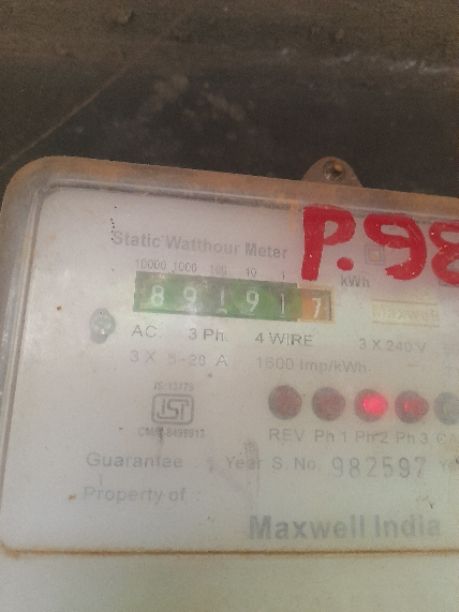 P.98
Static Watthour Meter
10000 1000 100 10 1
89191 7
kWh
Maxwell
AC. 3 Ph. 4 WIRE 3 X 240 V
3 X 5-20 A 1600 Imp/kWh
IS:13779
ISI
REV Ph 1 Ph 2 Ph 3 CA
Guarantee : 1 Year S. No. 982597
Property of :
Maxwell India